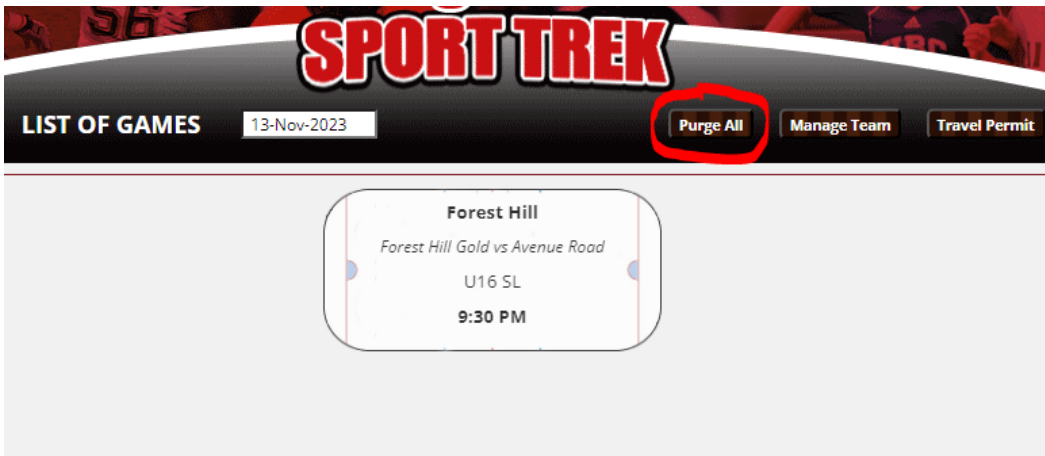 SPORT TREK
LIST OF GAMES 13-Nov-2023 Purge All Manage Team Travel Permit
Forest Hill
Forest Hill Gold vs Avenue Road
U16 SL
9:30 PM